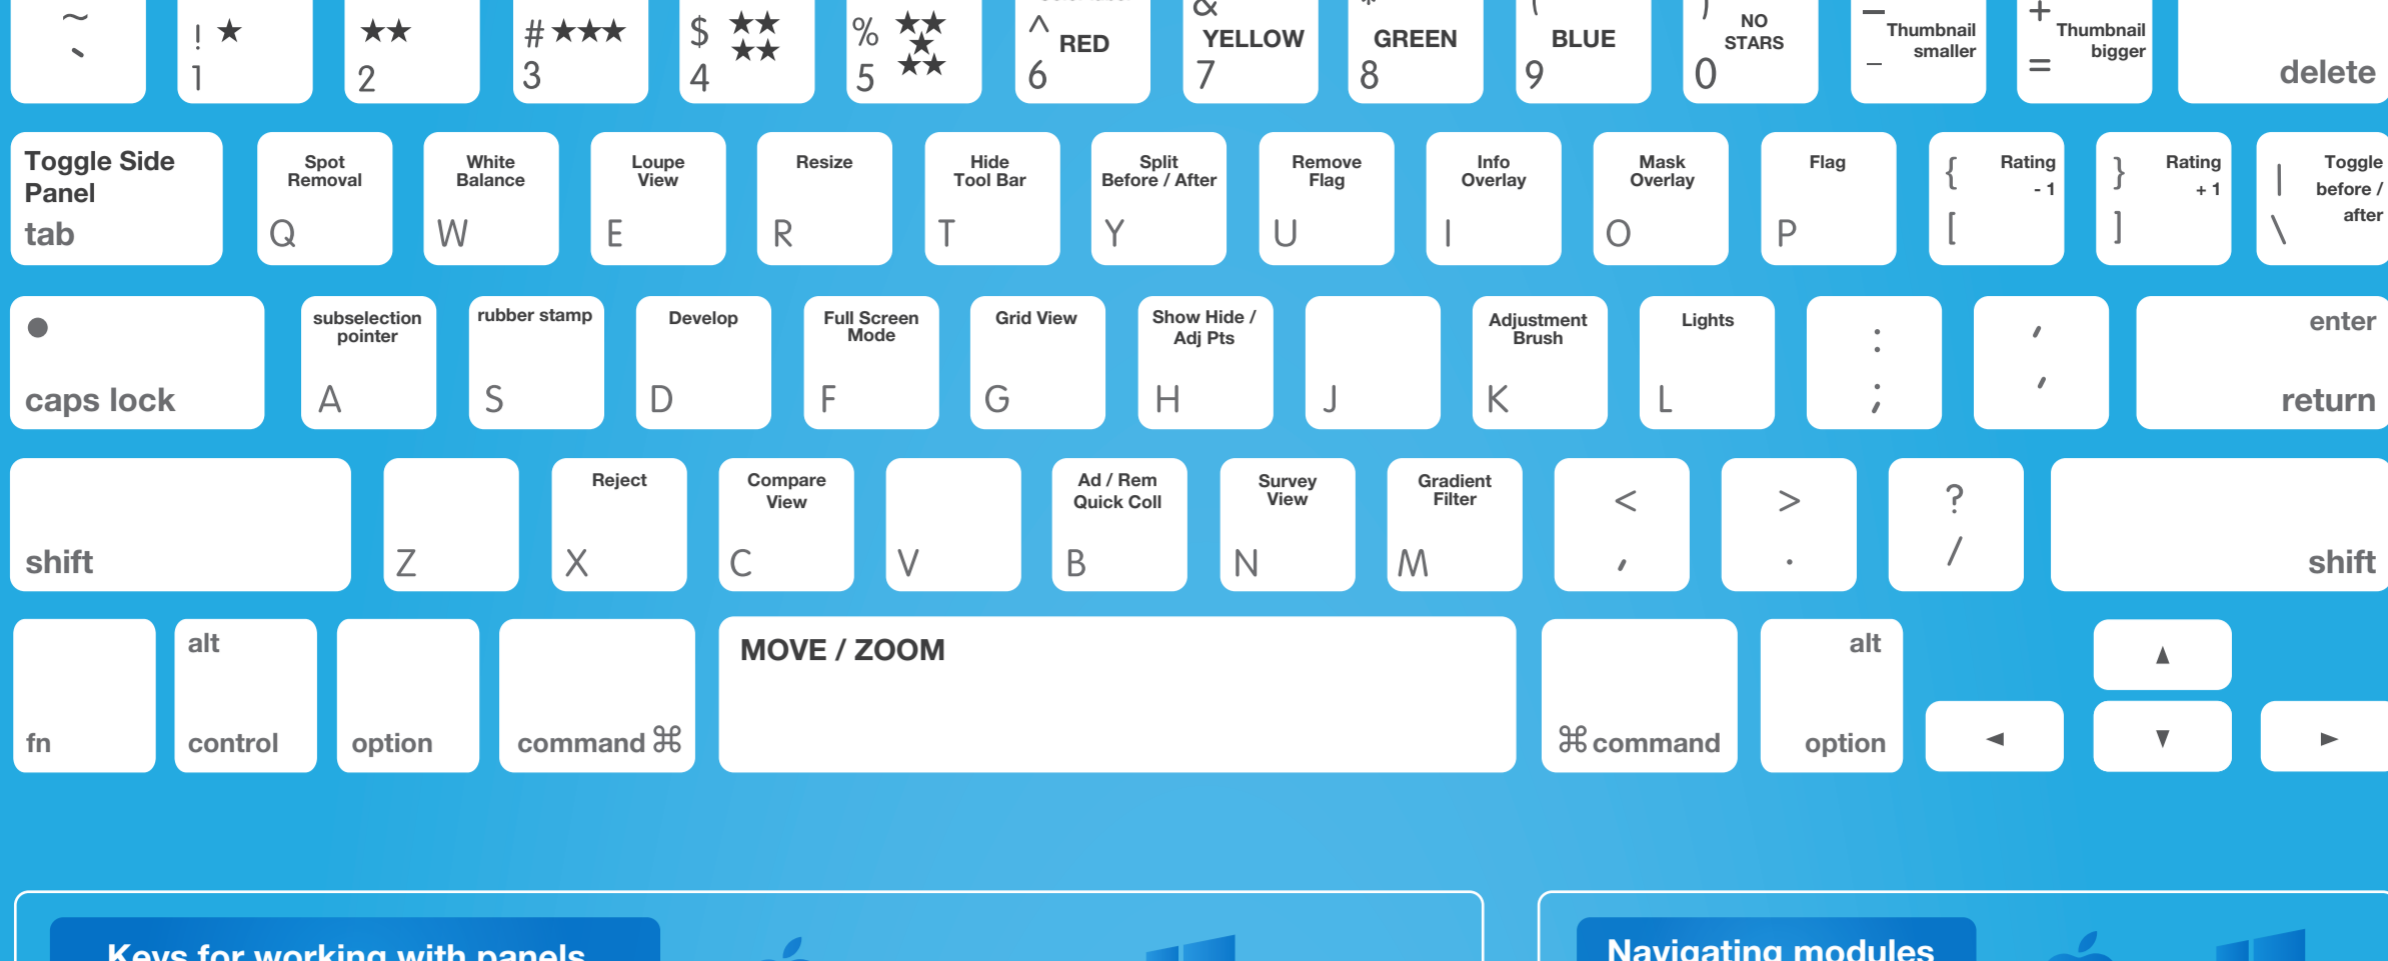 ~
`
! ★
1
★★
2
# ★★★
3
$ ★★
★★
4
% ★★
★
★★
5
^ RED
6
& YELLOW
7
* GREEN
8
( BLUE
9
) NO
STARS
0
— Thumbnail
smaller
–
+ Thumbnail
bigger
=
delete
Toggle Side
Panel
tab
Spot
Removal
Q
White
Balance
W
Loupe
View
E
Resize
R
Hide
Tool Bar
T
Split
Before / After
Y
Remove
Flag
U
Info
Overlay
I
Mask
Overlay
O
Flag
P
{ Rating
- 1
[
} Rating
+ 1
]
| Toggle
before /
after
\
caps lock
subselection
pointer
A
rubber stamp
S
Develop
D
Full Screen
Mode
F
Grid View
G
Show Hide /
Adj Pts
H
J
Adjustment
Brush
K
Lights
L
:
;
′
′
enter
return
shift
Z
Reject
X
Compare
View
C
V
Ad / Rem
Quick Coll
B
Survey
View
N
Gradient
Filter
M
<
,
>
.
?
/
shift
fn
alt
control
option
command ⌘
MOVE / ZOOM
⌘ command
alt
option
▲
◄
▼
►
Keys for working with panels
Navigating modules